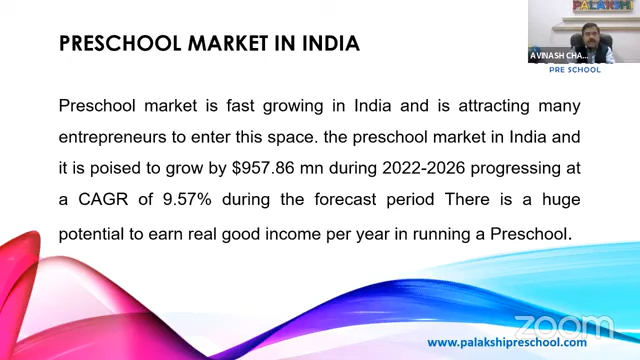 PALAKSHI
PRESCHOOL MARKET IN INDIA
AVINASH CHA...
PRE SCHOOL
Preschool market is fast growing in India and is attracting many
entrepreneurs to enter this space. the preschool market in India and
it is poised to grow by $957.86 mn during 2022-2026 progressing at
a CAGR of 9.57% during the forecast period There is a huge
potential to earn real good income per year in running a Preschool.
zoom
www.palakshipreschool.com